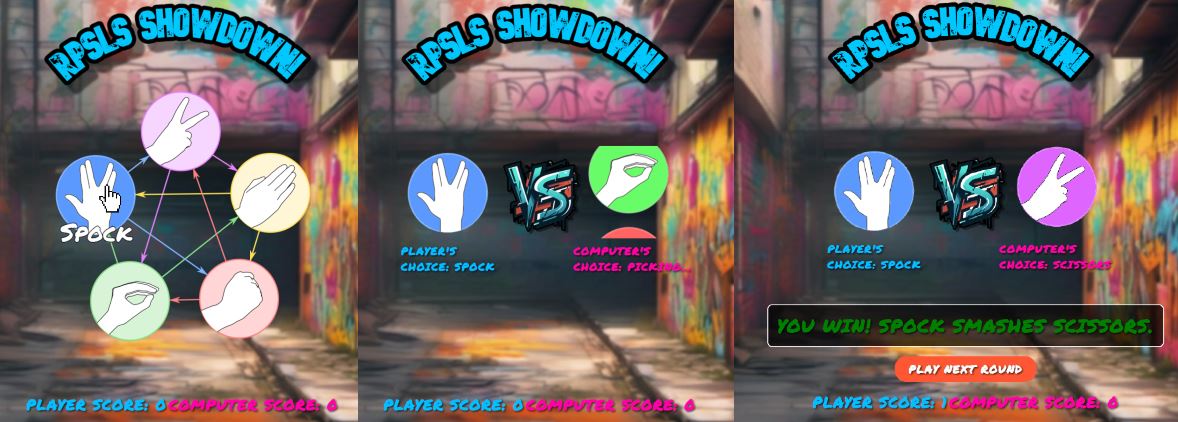 RPSLS SHOWDOWN!
SPOCK
PLAYER SCORE: 0 COMPUTER SCORE: 0
RPSLS SHOWDOWN!
VS
PLAYER'S
CHOICE: SPOCK
COMPUTER'S
CHOICE: PICKING...
PLAYER SCORE: 0 COMPUTER SCORE: 0
RPSLS SHOWDOWN!
VS
PLAYER'S
CHOICE: SPOCK
COMPUTER'S
CHOICE: SCISSORS
YOU WIN! SPOCK SMASHES SCISSORS.
PLAY NEXT ROUND
PLAYER SCORE: 1 COMPUTER SCORE: 0